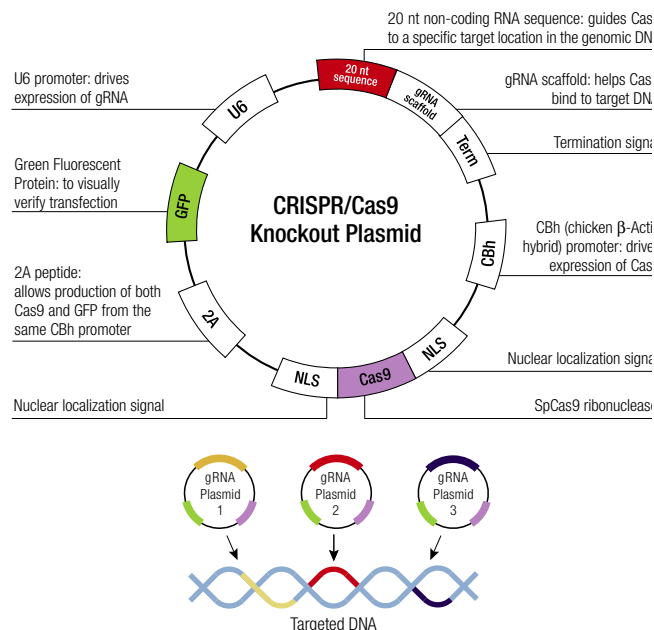 20 nt non-coding RNA sequence: guides Cas
to a specific target location in the genomic DN
U6 promoter: drives
expression of gRNA
gRNA scaffold: helps Cas
bind to target DNA
Termination signa
Green Fluorescent
Protein: to visually
verify transfection
CBh (chicken β-Acti
hybrid) promoter: drive
expression of Cas
2A peptide:
allows production of both
Cas9 and GFP from the
same CBh promoter
Nuclear localization signa
Nuclear localization signal
SpCas9 ribonuclease
20 nt
sequence
gRNA
scaffold
Term
CBh
NLS
Cas9
NLS
2A
GFP
U6
CRISPR/Cas9
Knockout Plasmid
gRNA
Plasmid
1
gRNA
Plasmid
2
gRNA
Plasmid
3
Targeted DNA